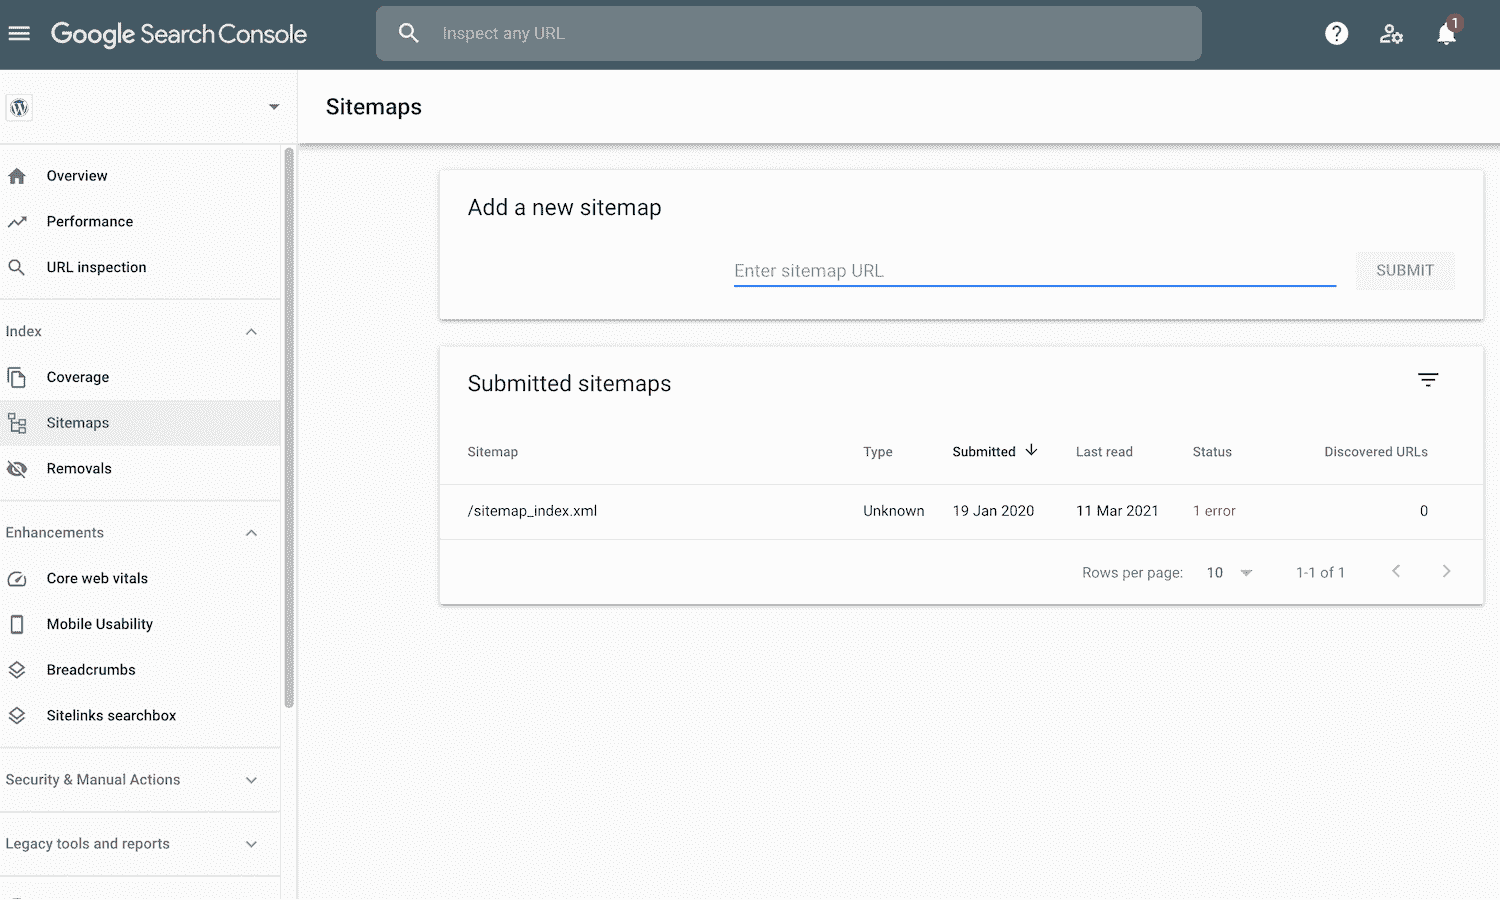 Google Search Console
Inspect any URL
1
Sitemaps
Overview
Performance
URL inspection
Index
Coverage
Sitemaps
Removals
Enhancements
Core web vitals
Mobile Usability
Breadcrumbs
Sitelinks searchbox
Security & Manual Actions
Legacy tools and reports
Add a new sitemap
Enter sitemap URL
SUBMIT
Submitted sitemaps
Sitemap Type Submitted Last read Status Discovered URLs
/sitemap_index.xml Unknown 19 Jan 2020 11 Mar 2021 1 error 0
Rows per page: 10 1-1 of 1